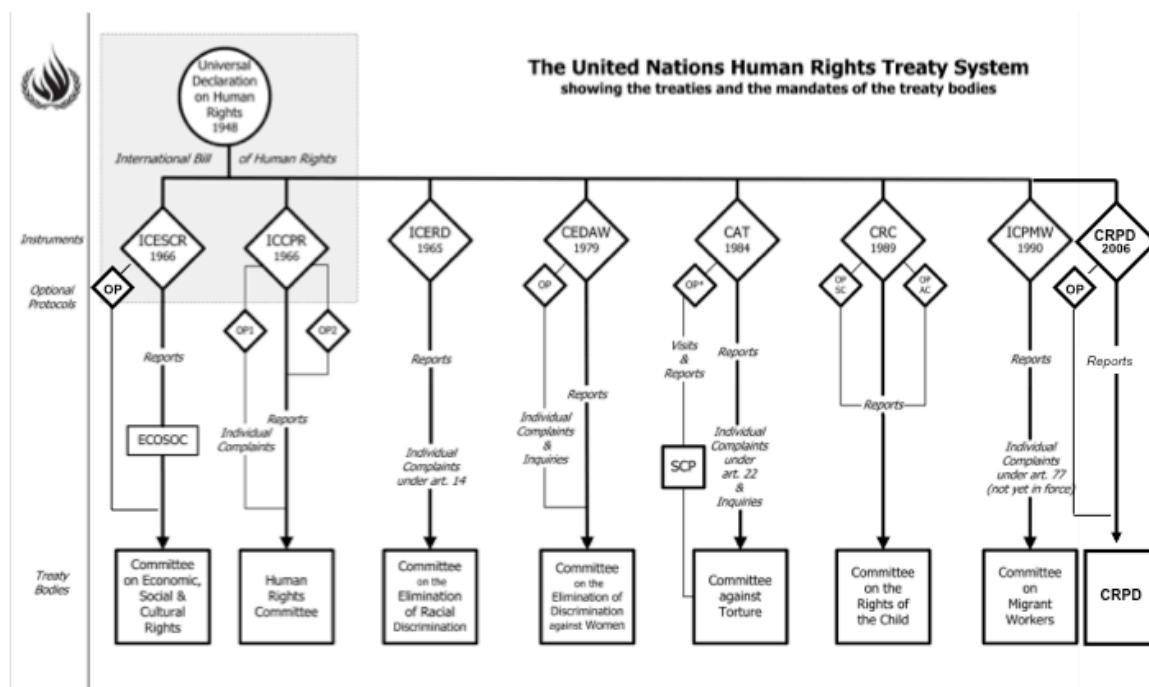 The United Nations Human Rights Treaty System
showing the treaties and the mandates of the treaty bodies
Universal
Declaration
on Human
Rights
1948
International Bill of Human Rights
Instruments
ICESCR
1966
ICCPR
1966
ICERD
1965
CEDAW
1979
CAT
1984
CRC
1989
ICPMW
1990
CRPD
2006
Optional
Protocols
OP
OP1
OP2
OP
OP*
OP
SC
OP
AC
OP
Reports
Individual
Complaints
Reports
Reports
Individual
Complaints
under art. 14
Individual
Complaints
&
Inquiries
Reports
Visits
&
Reports
Reports
Individual
Complaints
under
art. 22
&
Inquiries
Reports
Reports
Individual
Complaints
under art. 77
(not yet in force)
Reports
ECOSOC
SCP
Treaty
Bodies
Committee
on Economic,
Social &
Cultural
Rights
Human
Rights
Committee
Committee
on the
Elimination
of Racial
Discrimination
Committee
on the
Elimination of
Discrimination
against Women
Committee
against
Torture
Committee
on the
Rights of
the Child
Committee
on
Migrant
Workers
CRPD